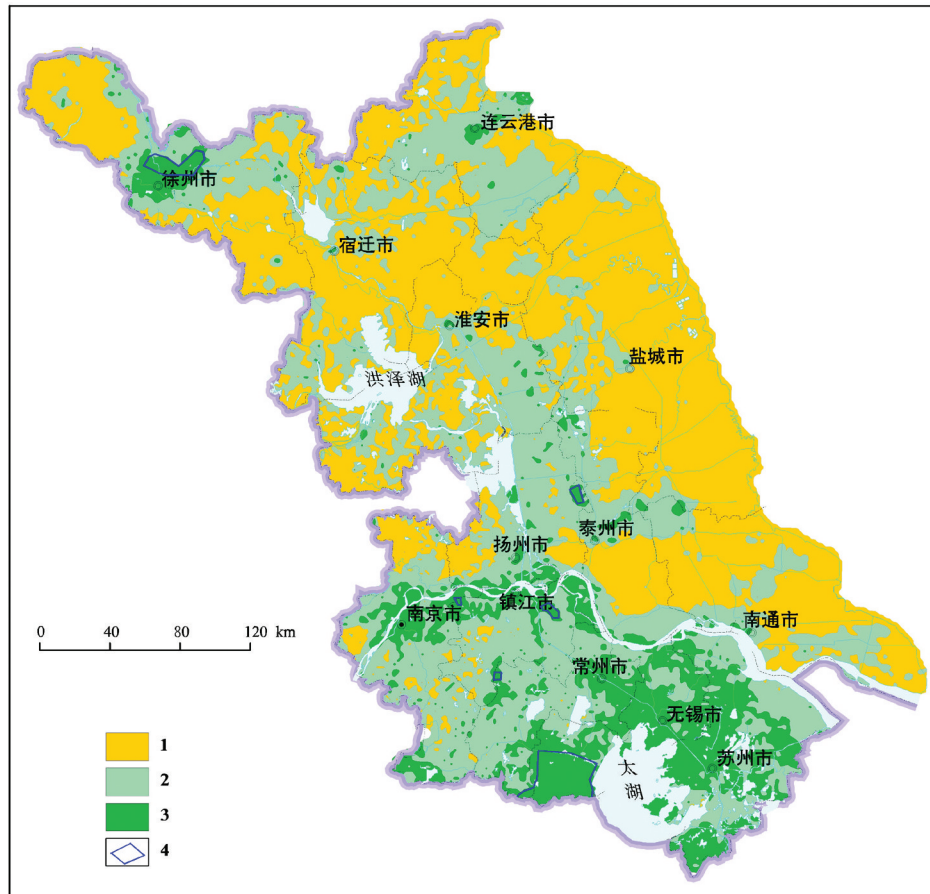 连云港市
徐州市
宿迁市
淮安市
盐城市
洪泽湖
泰州市
扬州市
镇江市
南京市
南通市
0 40 80 120 km
常州市
无锡市
苏州市
太湖
1
2
3
4